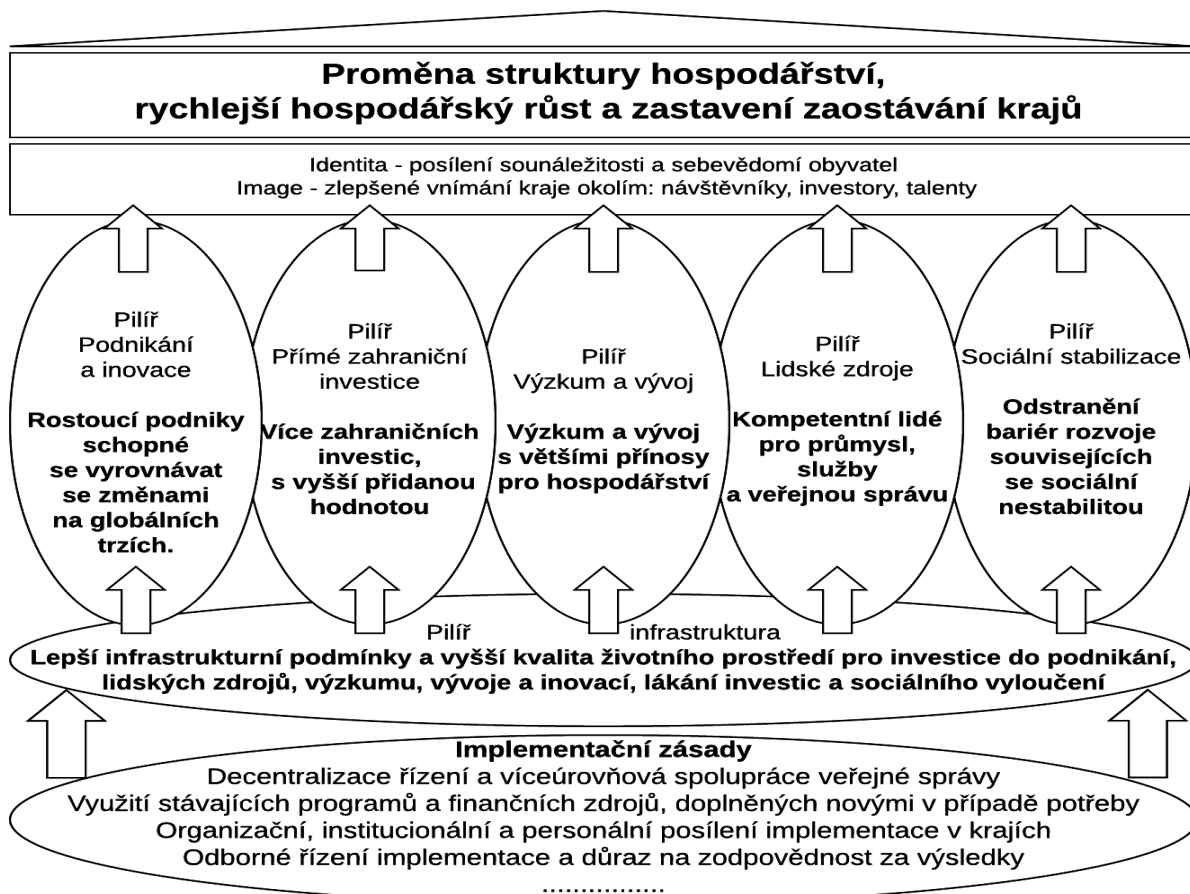 Proměna struktury hospodářství,
rychlejší hospodářský růst a zastavení zaostávání krajů
Identita - posílení sounáležitosti a sebevědomí obyvatel
Image - zlepšené vnímání kraje okolím: návštěvníky, investory, talenty
Pilíř
Podnikání
a inovace
Rostoucí podniky
schopné
se vyrovnávat
se změnami
na globálních
trzích.
Pilíř
Přímé zahraniční
investice
Více zahraničních
investic,
s vyšší přidanou
hodnotou
Pilíř
Výzkum a vývoj
Výzkum a vývoj
s většími přínosy
pro hospodářství
Pilíř
Lidské zdroje
Kompetentní lidé
pro průmysl,
služby
a veřejnou správu
Pilíř
Sociální stabilizace
Odstranění
bariér rozvoje
souvisejících
se sociální
nestabilitou
Pilíř infrastruktura
Lepší infrastrukturní podmínky a vyšší kvalita životního prostředí pro investice do podnikání,
lidských zdrojů, výzkumu, vývoje a inovací, lákání investic a sociálního vyloučení
Implementační zásady
Decentralizace řízení a víceúrovňová spolupráce veřejné správy
Využití stávajících programů a finančních zdrojů, doplněných novými v případě potřeby
Organizační, institucionální a personální posílení implementace v krajích
Odborné řízení implementace a důraz na zodpovědnost za výsledky
................